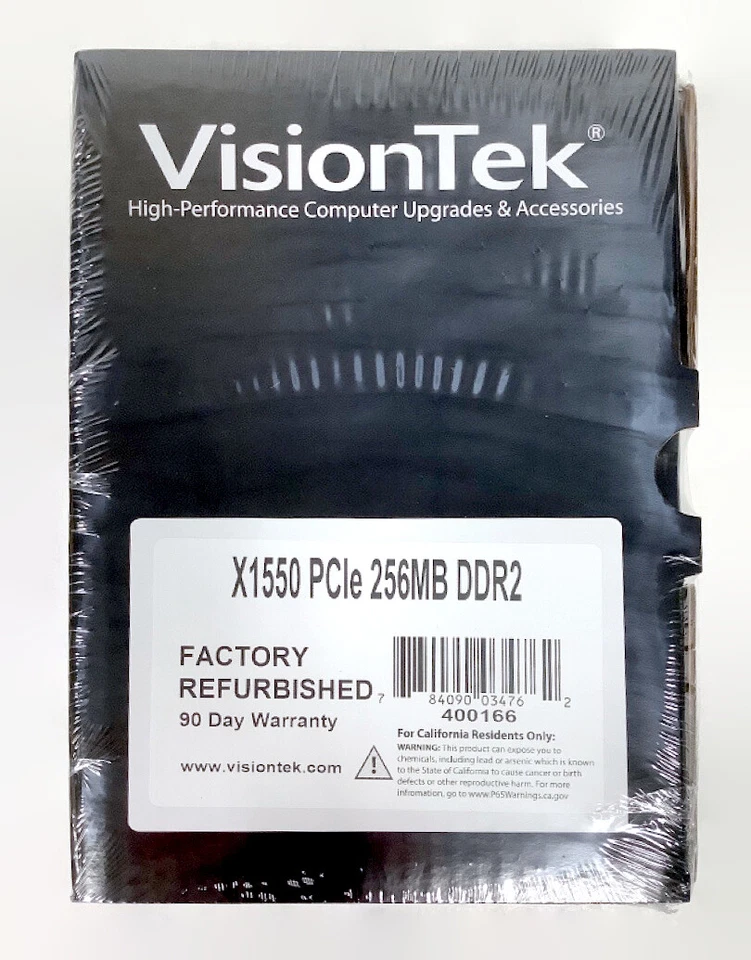 VisionTek®
High-Performance Computer Upgrades & Accessories
X1550 PCIe 256MB DDR2
FACTORY
REFURBISHED
90 Day Warranty
www.visiontek.com
7 84090 03476 2
400166
For California Residents Only:
WARNING: This product can expose you to
chemicals, including lead or arsenic which is known
to the State of California to cause cancer or birth
defects or other reproductive harm. For more
infromation, go to www.P65Warnings.ca.gov